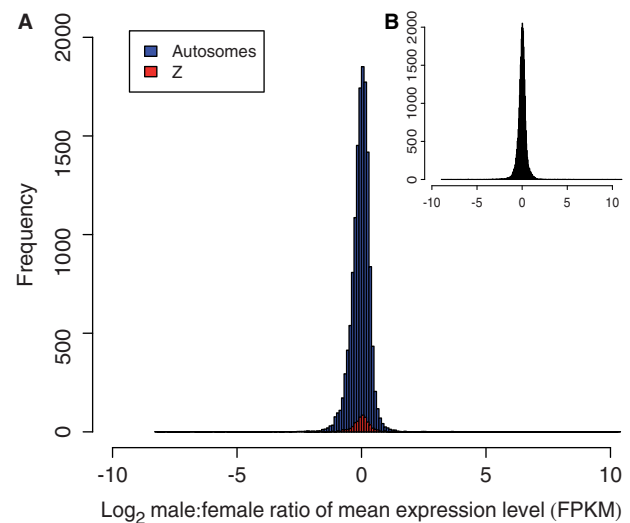 A
2000
1500
1000
500
0
Frequency
Autosomes
Z
-10 -5 0 5 10
Log2 male:female ratio of mean expression level (FPKM)
B
2000
1500
1000
500
0
-10 -5 0 5 10